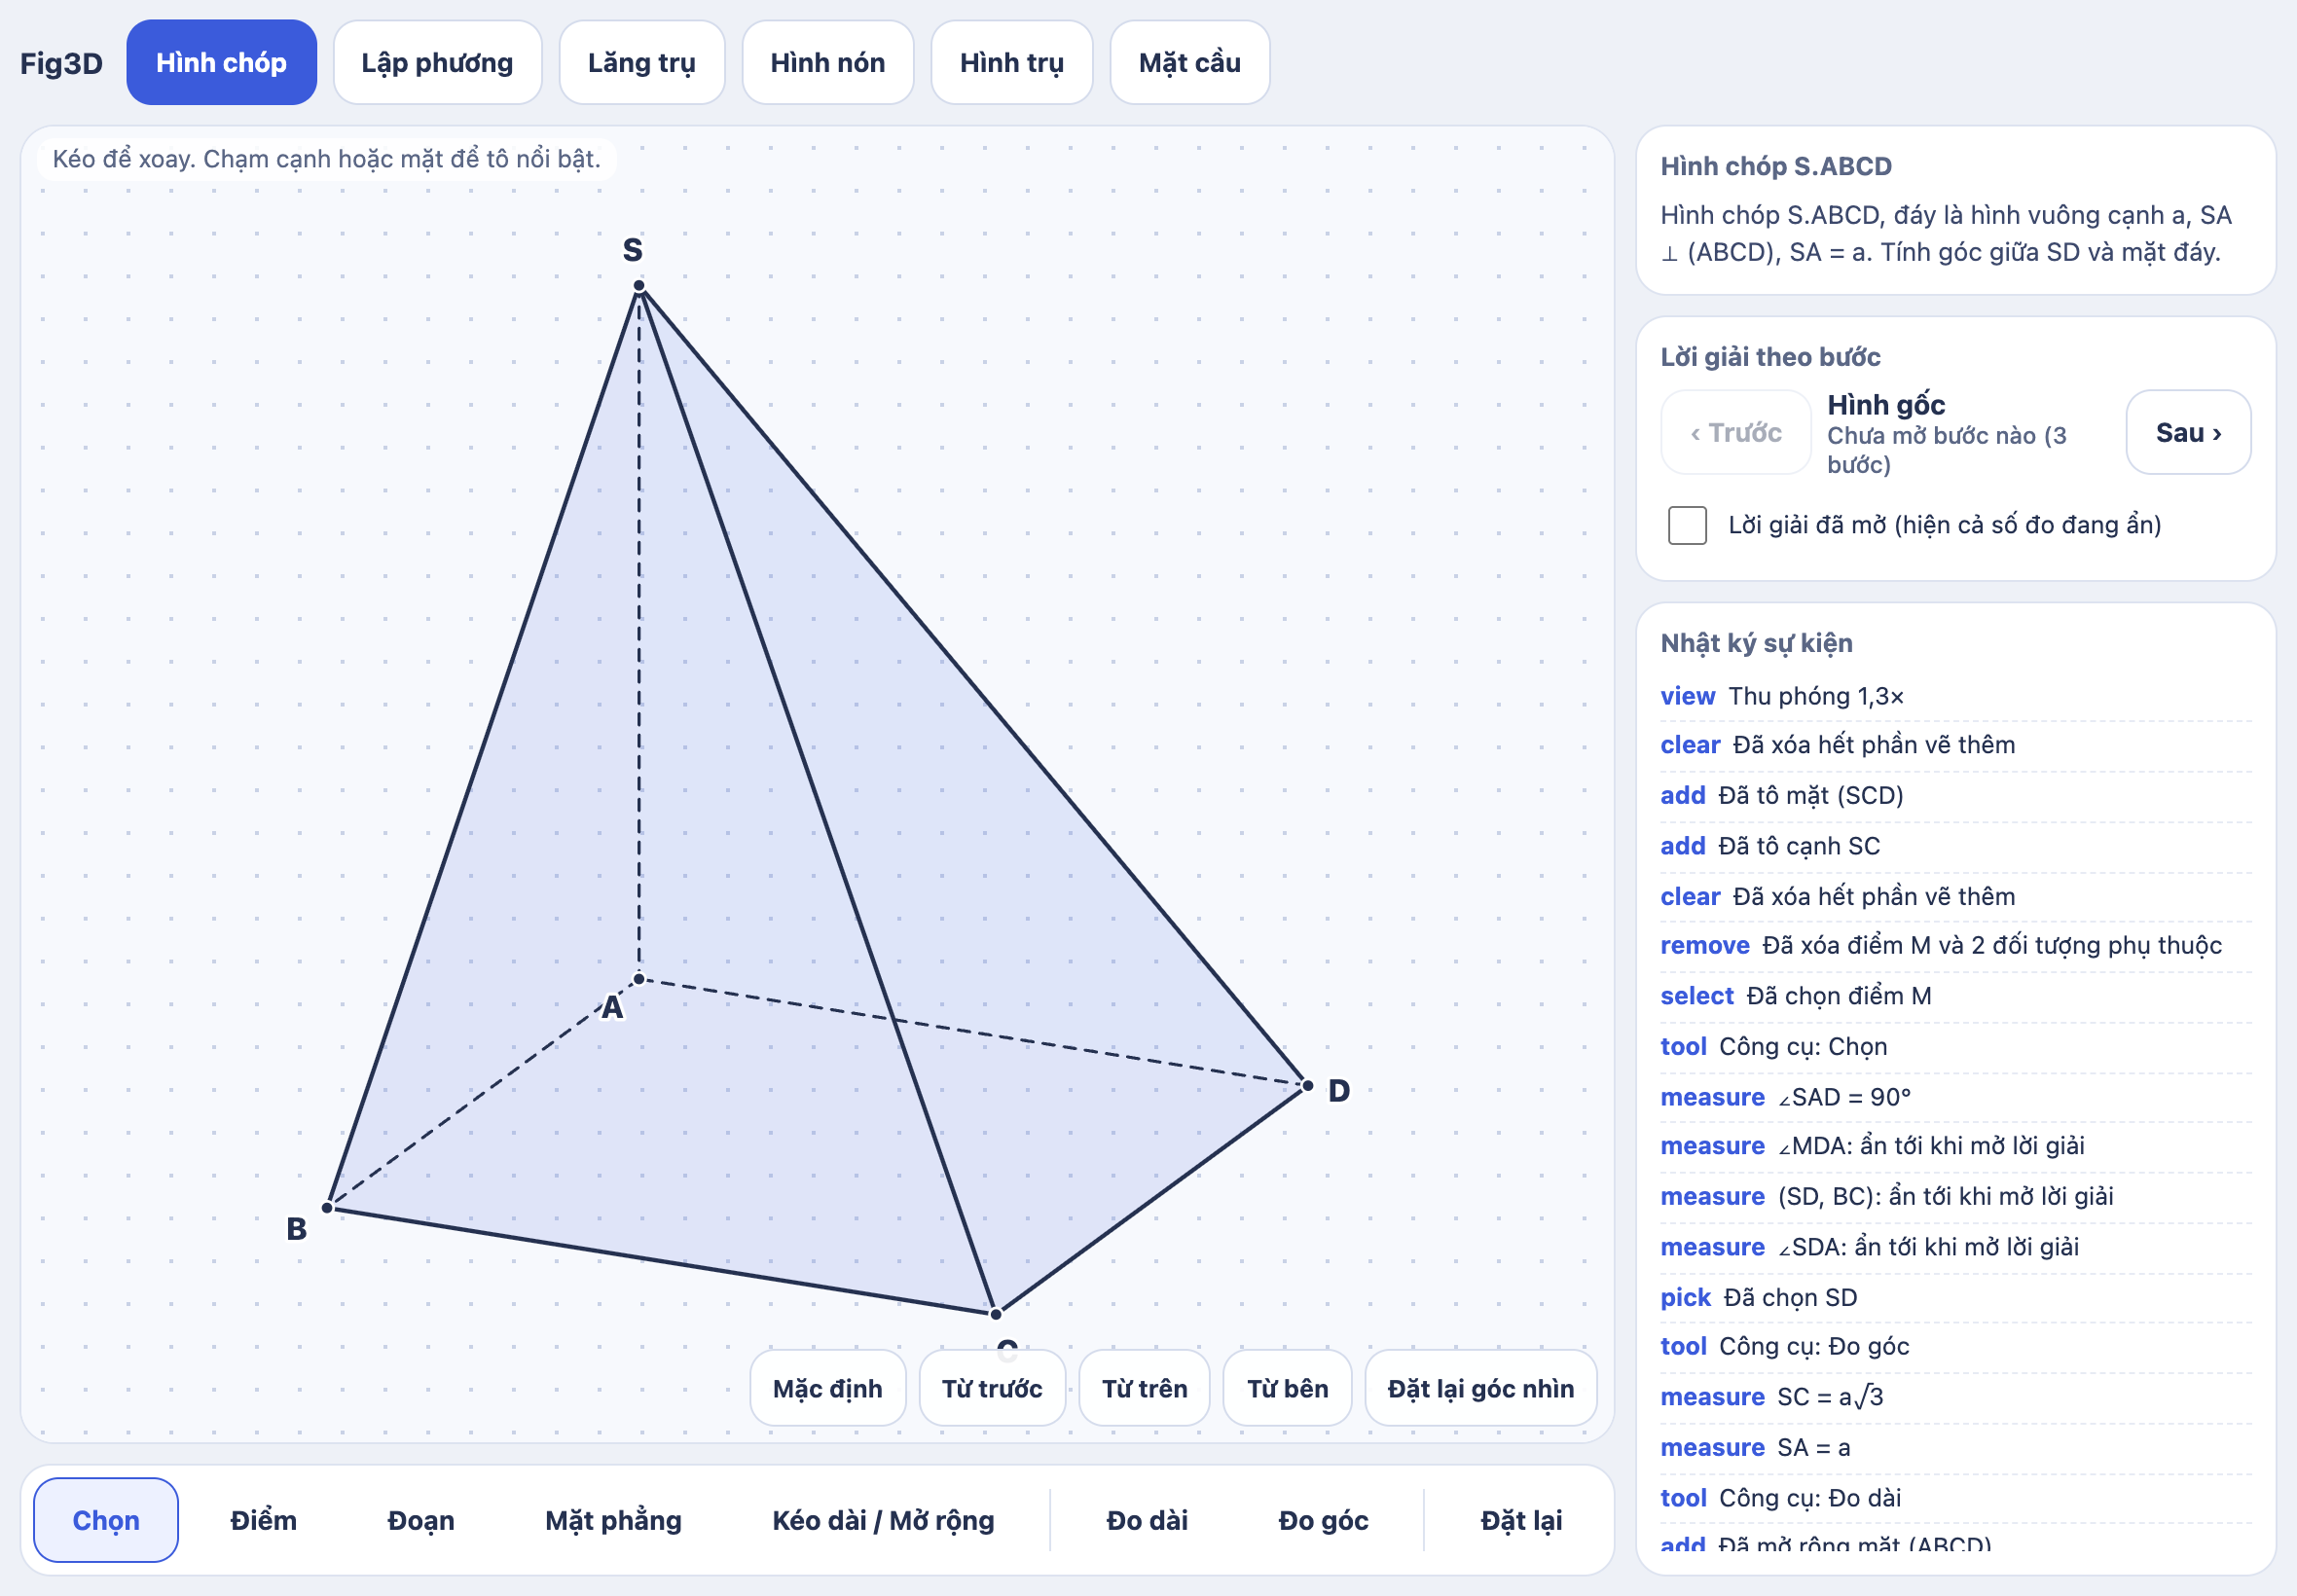 Fig3D
Hình chóp
Lập phương
Lăng trụ
Hình nón
Hình trụ
Mặt cầu
Kéo để xoay. Chạm cạnh hoặc mặt để tô nổi bật.
S
A
D
B
C
Mặc định
Từ trước
Từ trên
Từ bên
Đặt lại góc nhìn
Chọn
Điểm
Đoạn
Mặt phẳng
Kéo dài / Mở rộng
Đo dài
Đo góc
Đặt lại
Hình chóp S.ABCD
Hình chóp S.ABCD, đáy là hình vuông cạnh a, SA
⊥ (ABCD), SA = a. Tính góc giữa SD và mặt đáy.
Lời giải theo bước
‹ Trước
Hình gốc
Chưa mở bước nào (3
bước)
Sau ›
Lời giải đã mở (hiện cả số đo đang ẩn)
Nhật ký sự kiện
view Thu phóng 1,3×
clear Đã xóa hết phần vẽ thêm
add Đã tô mặt (SCD)
add Đã tô cạnh SC
clear Đã xóa hết phần vẽ thêm
remove Đã xóa điểm M và 2 đối tượng phụ thuộc
select Đã chọn điểm M
tool Công cụ: Chọn
measure ∠SAD = 90°
measure ∠MDA: ẩn tới khi mở lời giải
measure (SD, BC): ẩn tới khi mở lời giải
measure ∠SDA: ẩn tới khi mở lời giải
pick Đã chọn SD
tool Công cụ: Đo góc
measure SC = a√3
measure SA = a
tool Công cụ: Đo dài
add Đã mở rộng mặt (ABCD)